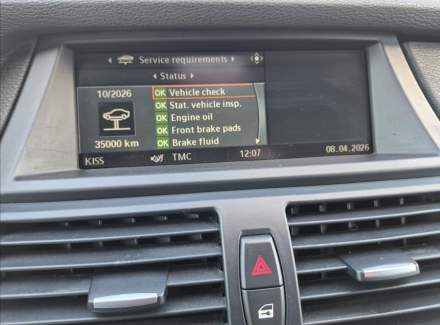 Service requirements
Status
10/2026
OK Vehicle check
OK Stat. vehicle insp.
OK Engine oil
OK Front brake pads
35000 km
OK Brake fluid
KISS TMC 12:07 08.04.2026